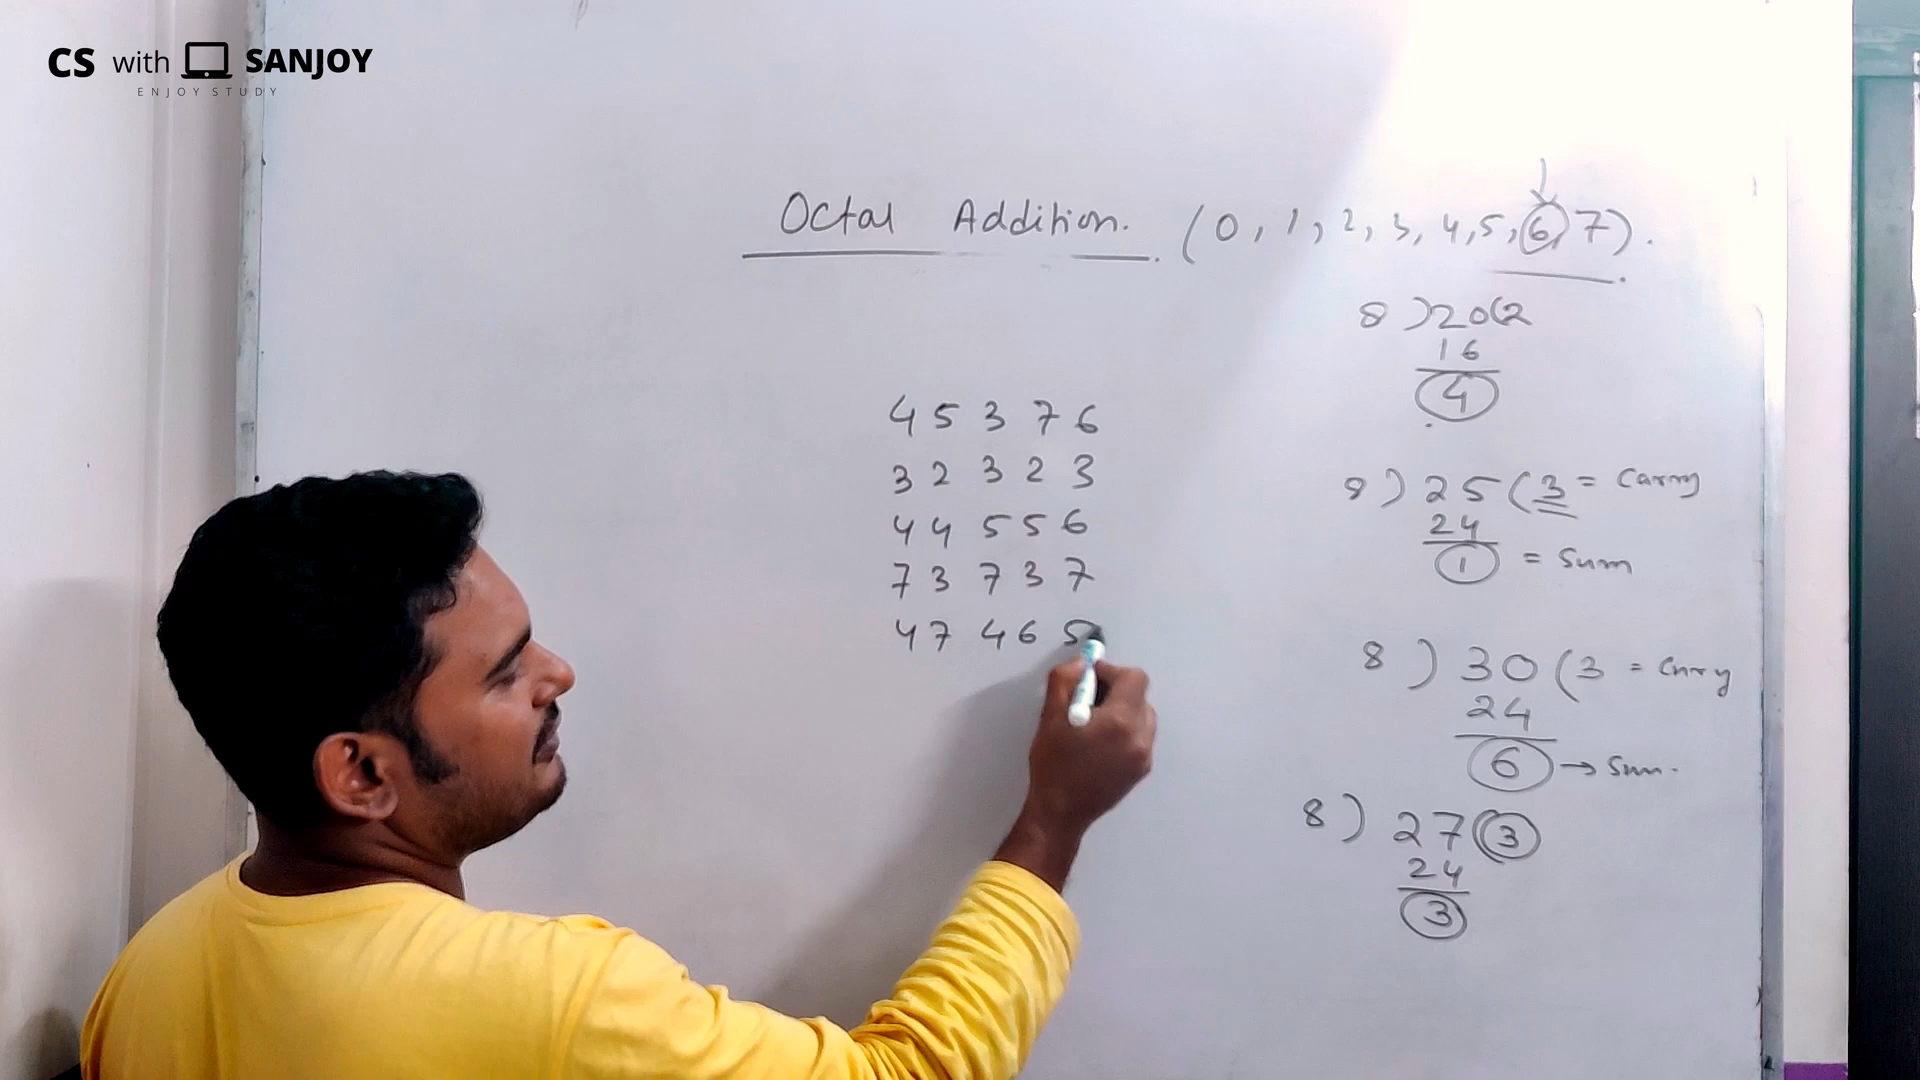 CS with SANJOY
ENJOY STUDY
Octal Addition. (0, 1, 2, 3, 4, 5, 6, 7).
4 5 3 7 6
3 2 3 2 3
4 4 5 5 6
7 3 7 3 7
4 7 4 6 5
8 ) 20 ( 2
16
4
8 ) 25 ( 3 = Carry
24
1 = Sum
8 ) 30 ( 3 = Carry
24
6 → Sum.
8 ) 27 ( 3
24
3